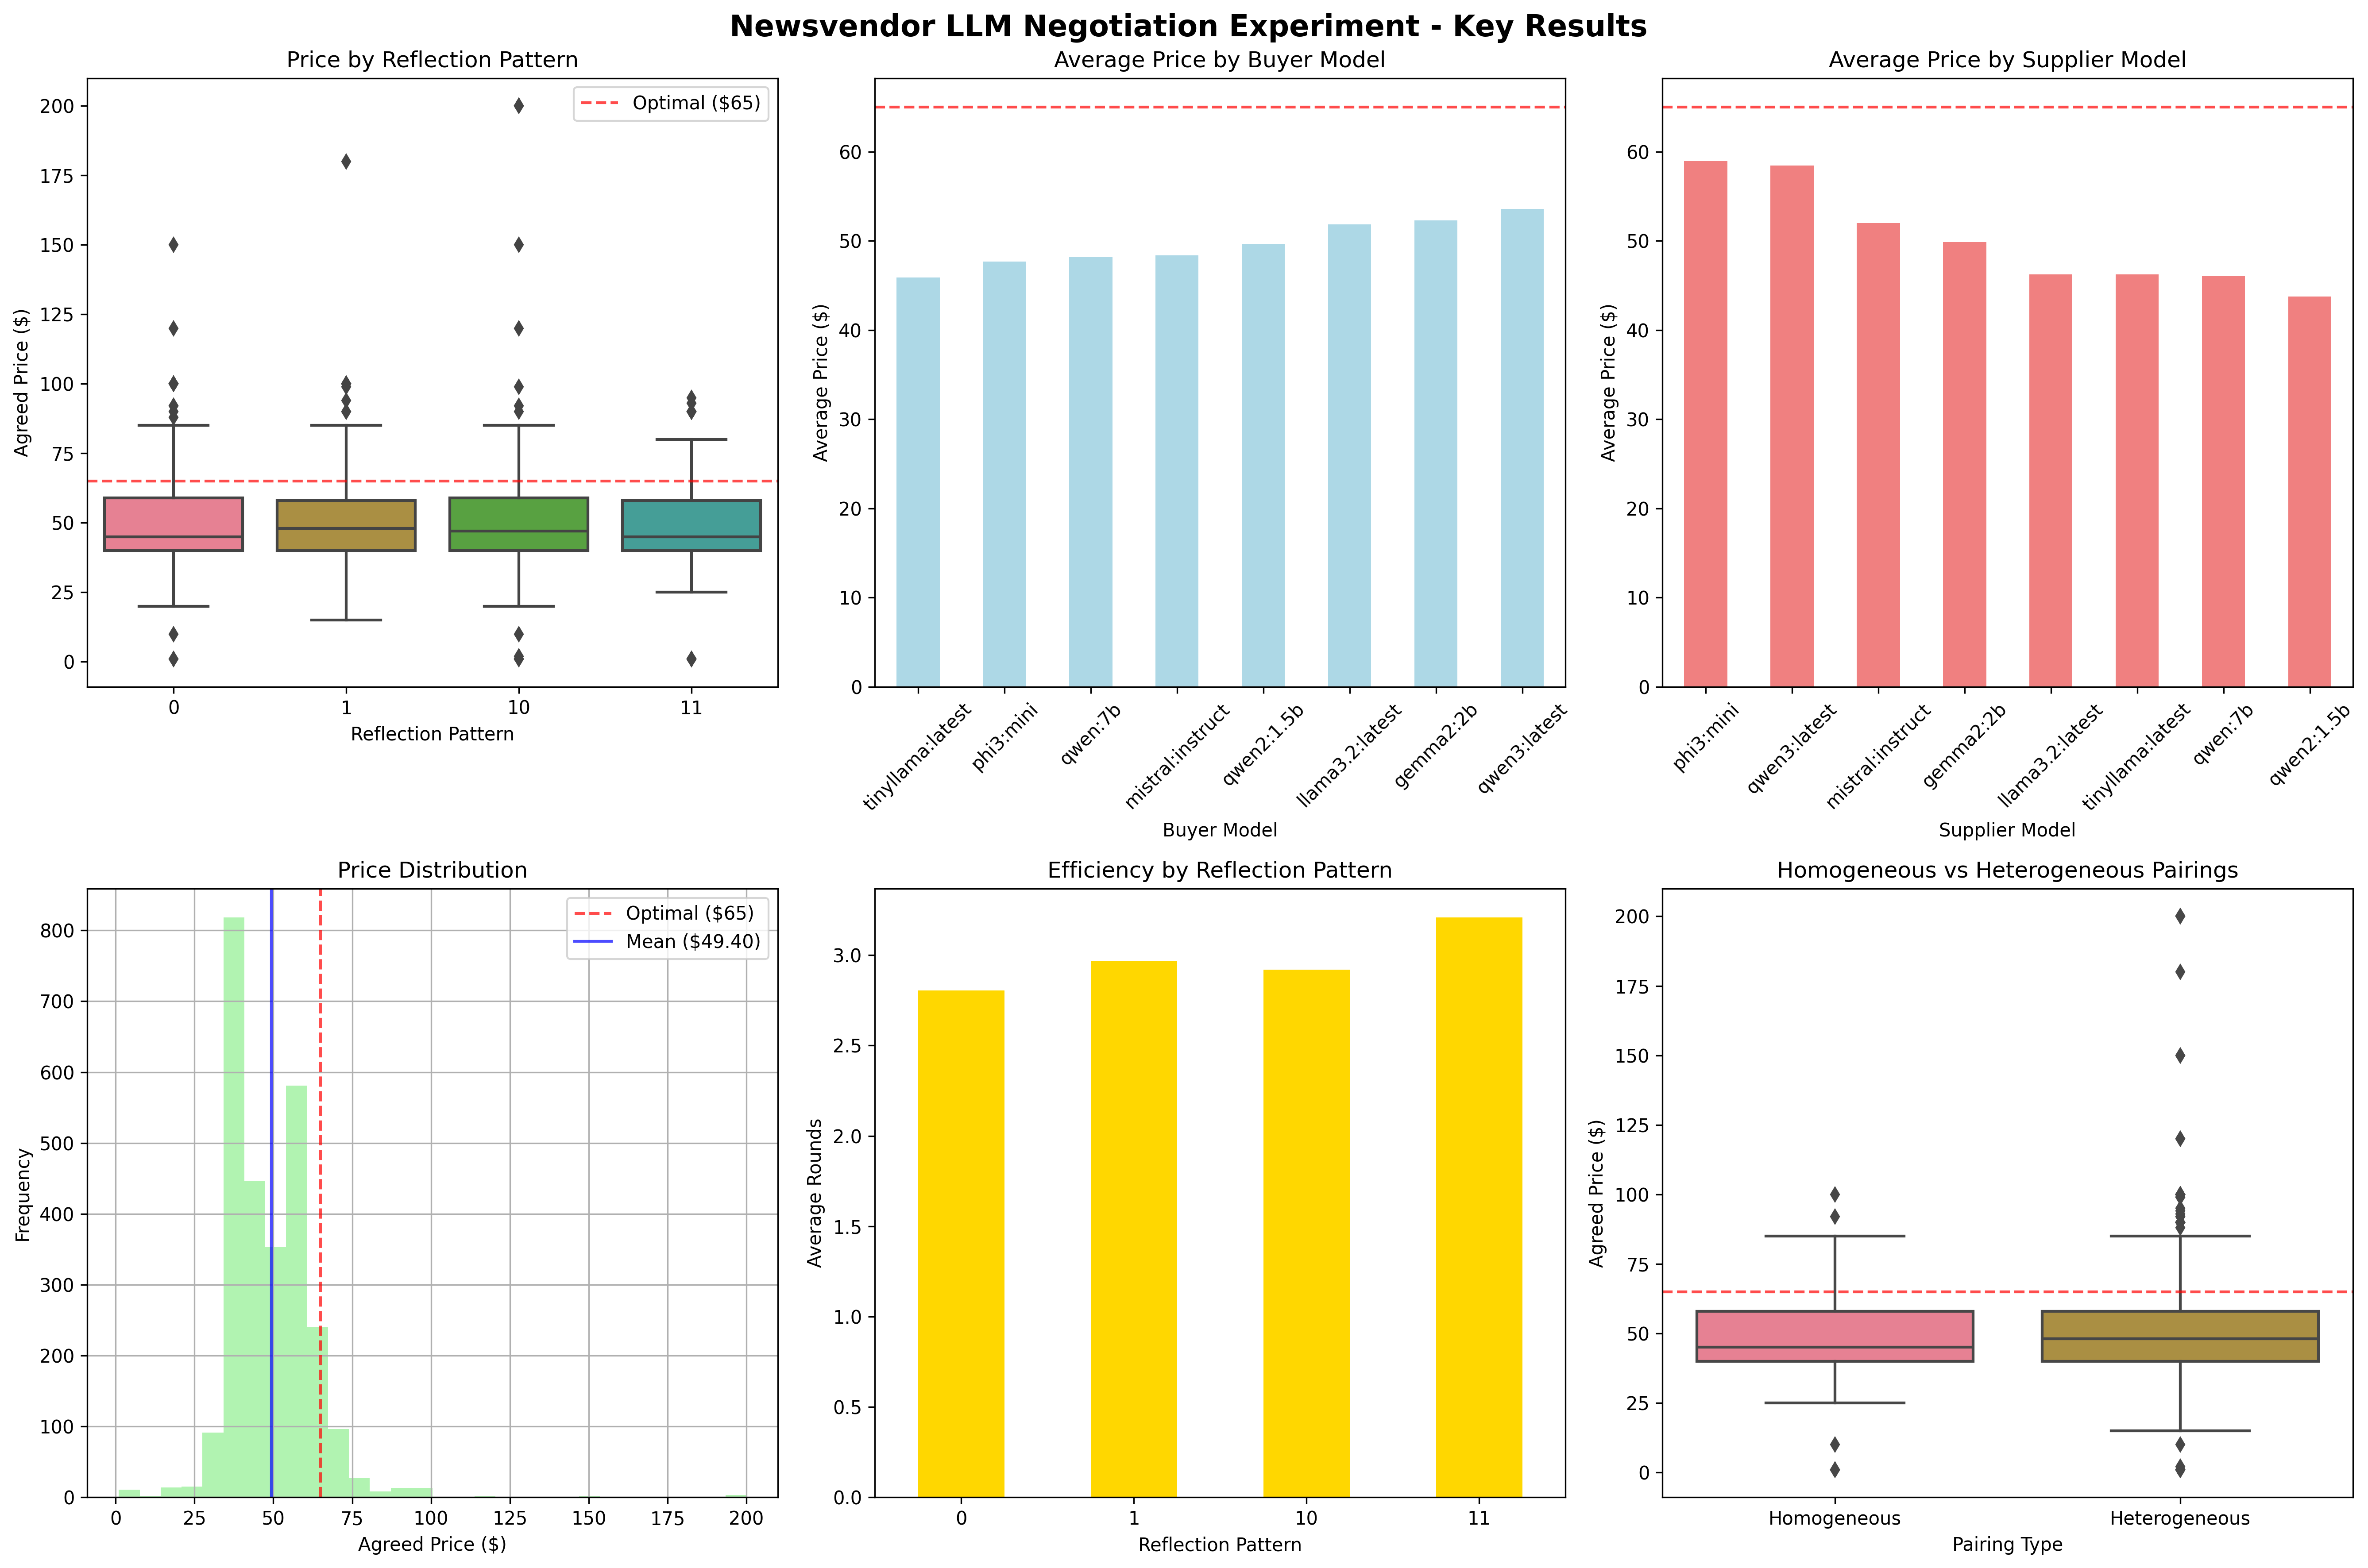 Newsvendor LLM Negotiation Experiment - Key Results
Price by Reflection Pattern
Optimal ($65)
Agreed Price ($)
200
175
150
125
100
75
50
25
0
0
1
10
11
Reflection Pattern
Average Price by Buyer Model
Average Price ($)
60
50
40
30
20
10
0
tinyllama:latest
phi3:mini
qwen:7b
mistral:instruct
qwen2:1.5b
llama3.2:latest
gemma2:2b
qwen3:latest
Buyer Model
Average Price by Supplier Model
Average Price ($)
60
50
40
30
20
10
0
phi3:mini
qwen3:latest
mistral:instruct
gemma2:2b
llama3.2:latest
tinyllama:latest
qwen:7b
qwen2:1.5b
Supplier Model
Price Distribution
Optimal ($65)
Mean ($49.40)
Frequency
800
700
600
500
400
300
200
100
0
0
25
50
75
100
125
150
175
200
Agreed Price ($)
Efficiency by Reflection Pattern
Average Rounds
3.0
2.5
2.0
1.5
1.0
0.5
0.0
0
1
10
11
Reflection Pattern
Homogeneous vs Heterogeneous Pairings
Agreed Price ($)
200
175
150
125
100
75
50
25
0
Homogeneous
Heterogeneous
Pairing Type